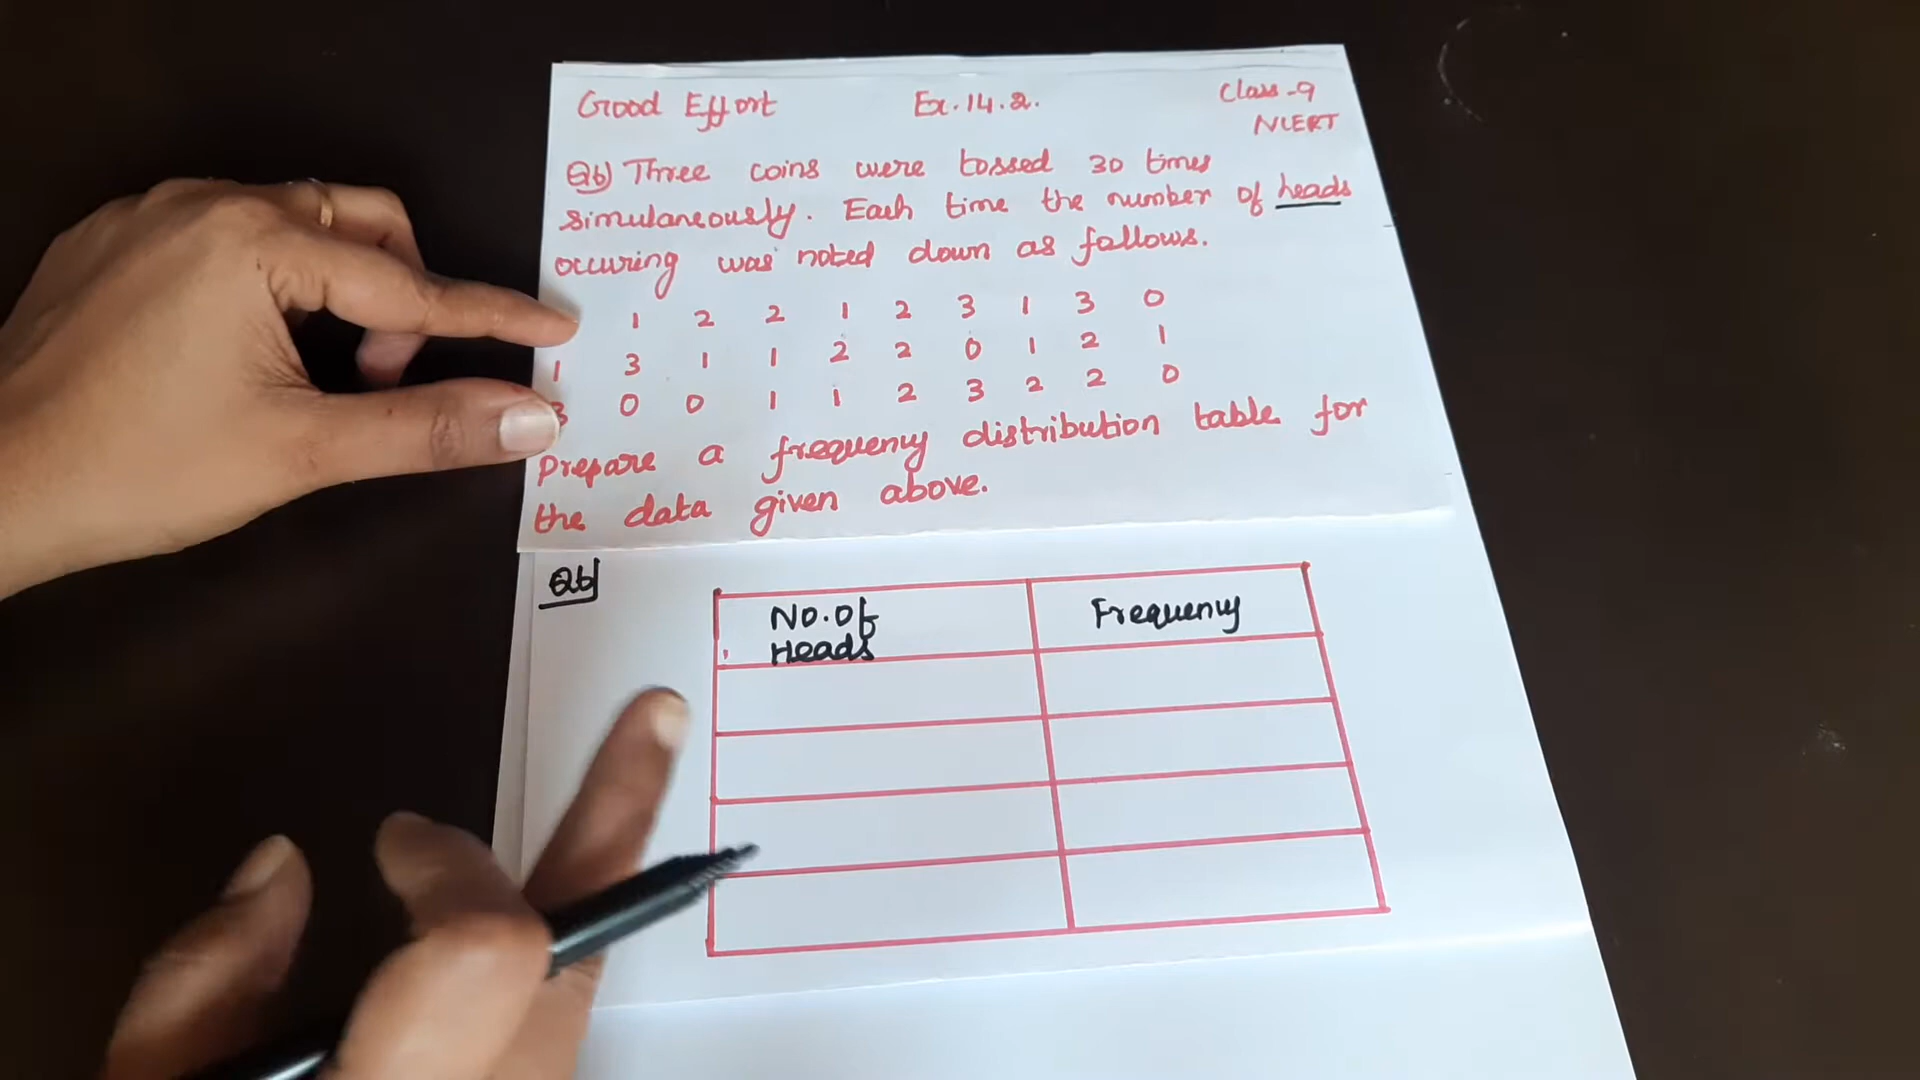 Good Effort Ex.14.2. Class-9
NCERT
Q6) Three coins were tossed 30 times
simulaneously. Each time the number of heads
occuring was noted down as follows.
1 2 2 1 2 3 1 3 0
1 3 1 1 2 2 0 1 2 1
3 0 0 1 1 2 3 2 2 0
Prepare a frequency distribution table for
the data given above.
Q6)
No.Of Frequency
Heads